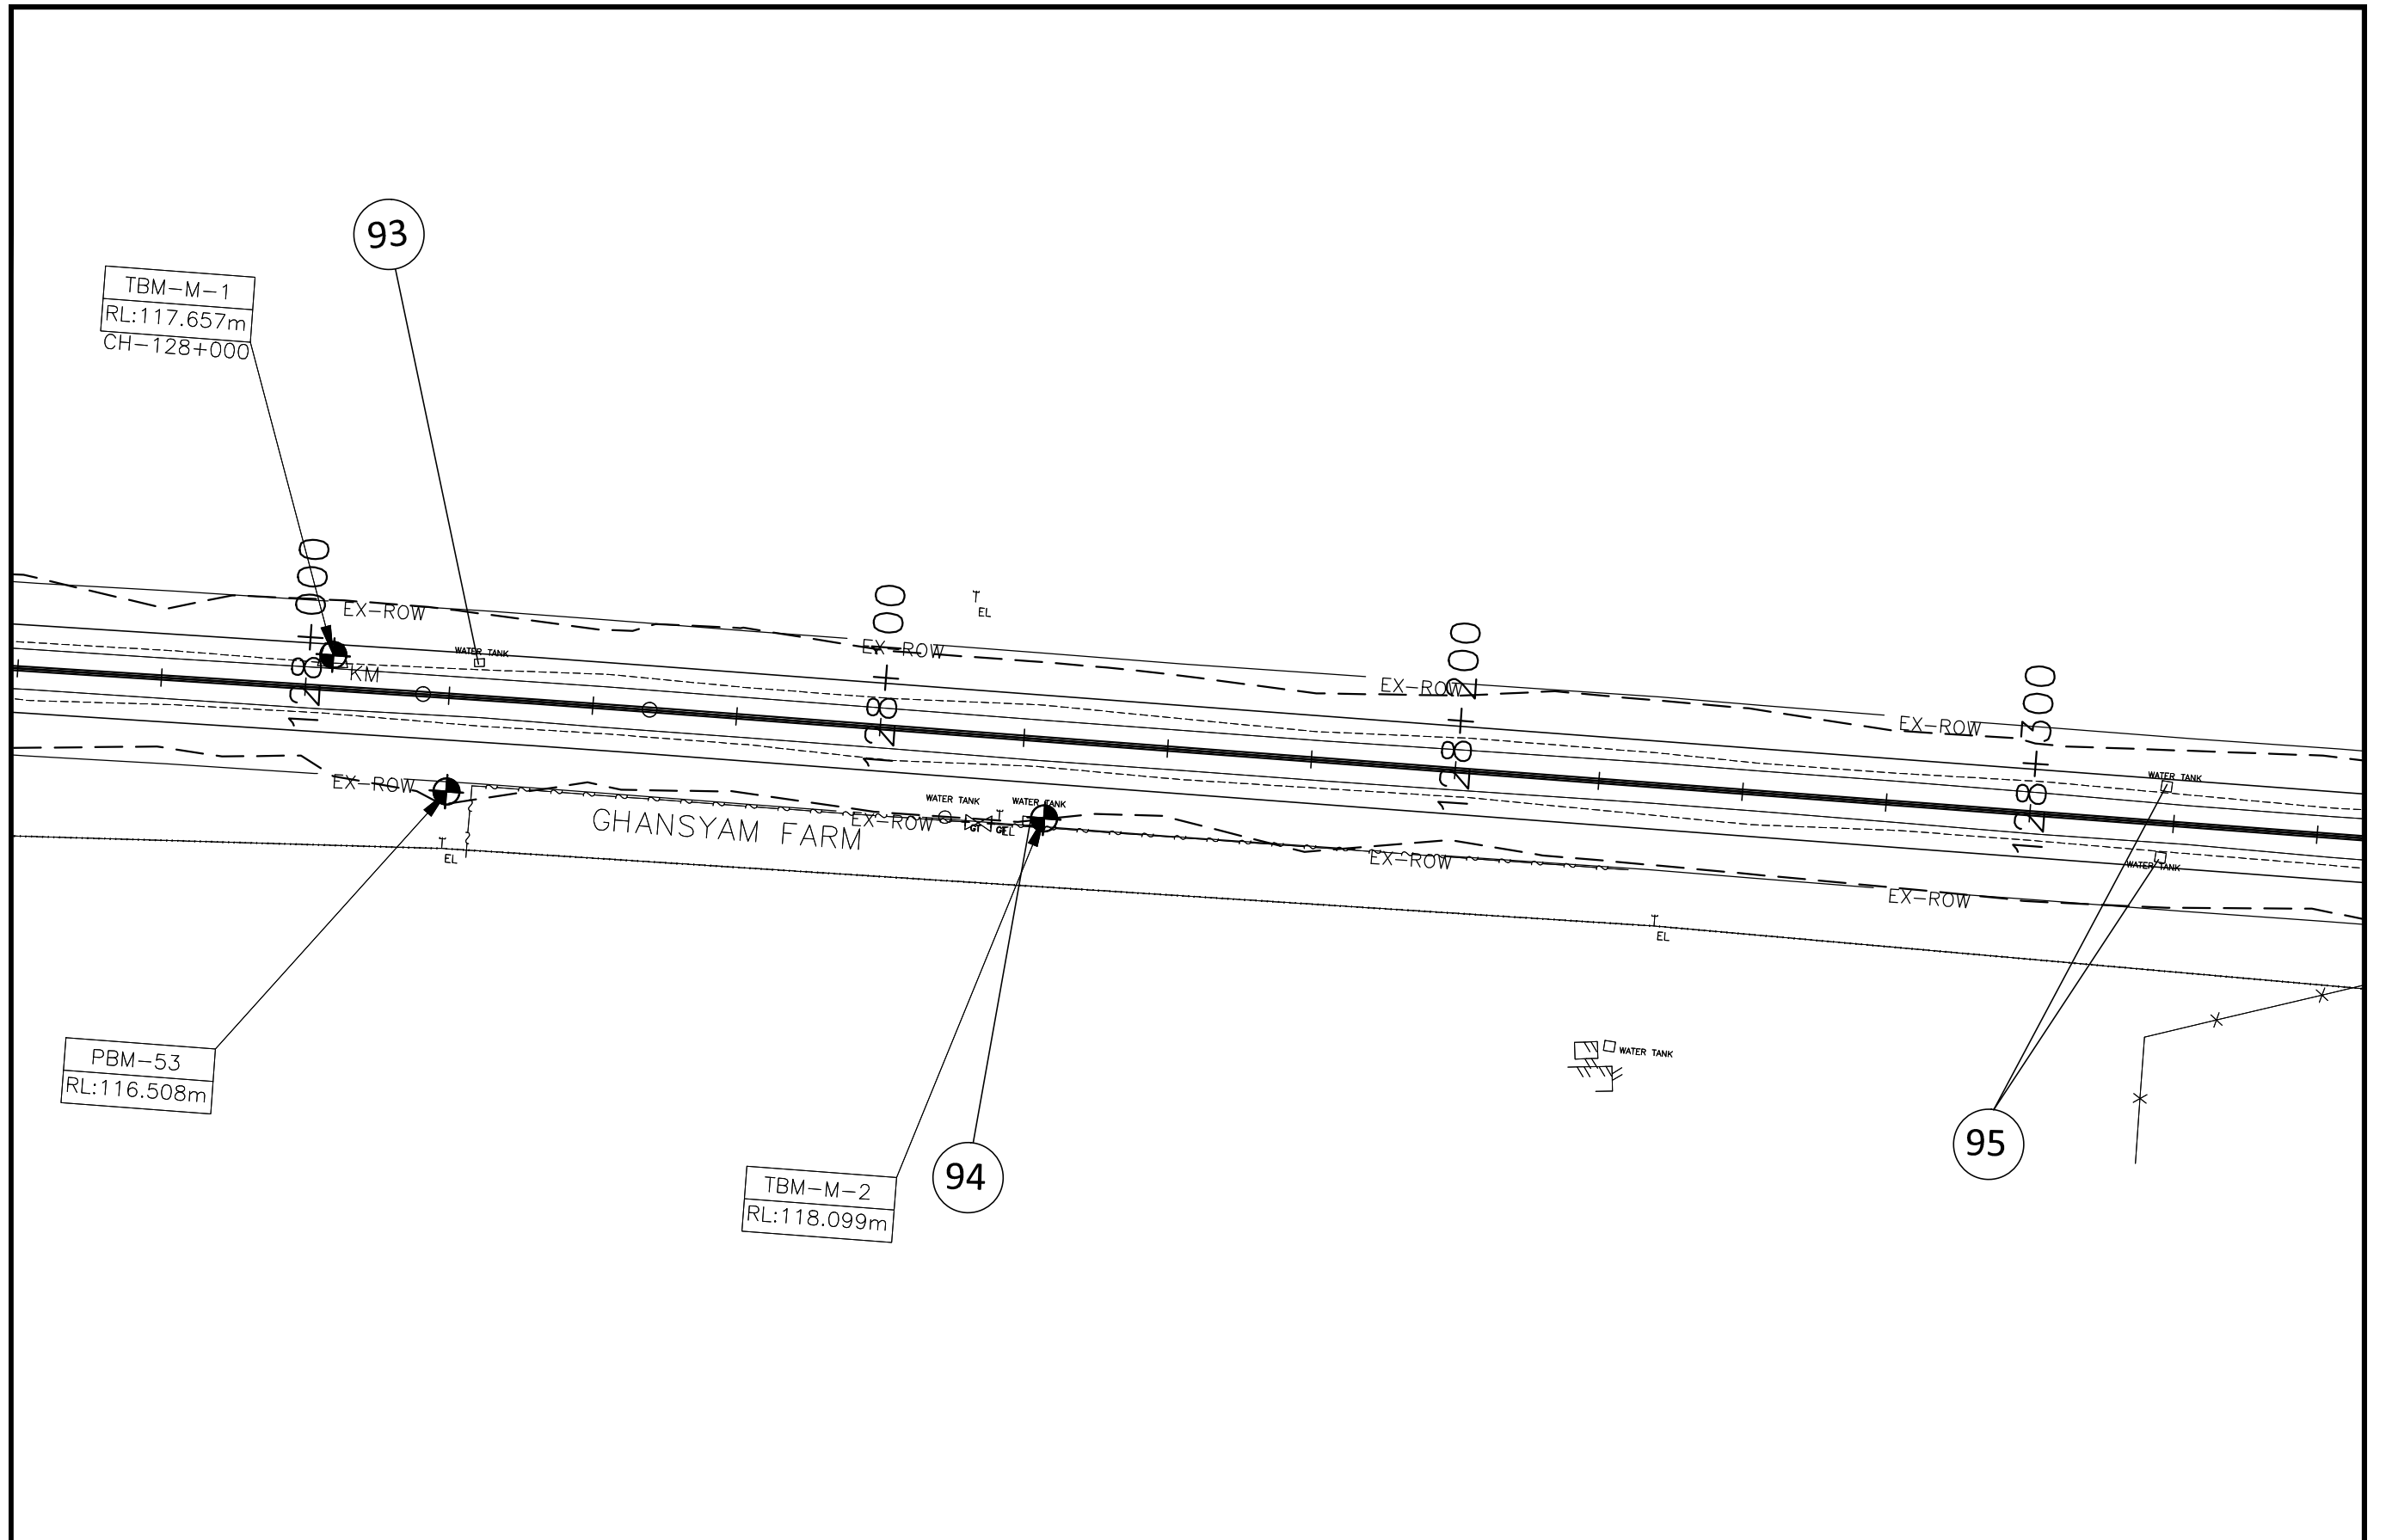 93
TBM-M-1
RL:117.657m
CH-128+000
128+000
128+100
128+200
128+300
EX-ROW
EX-ROW
EX-ROW
EX-ROW
EL
WATER TANK
KM
WATER TANK
WATER TANK
EX-ROW
EX-ROW
EX-ROW
EX-ROW
WATER TANK
WATER TANK
GHANSYAM FARM
GT
GT
EL
EL
EL
WATER TANK
PBM-53
RL:116.508m
TBM-M-2
RL:118.099m
94
95